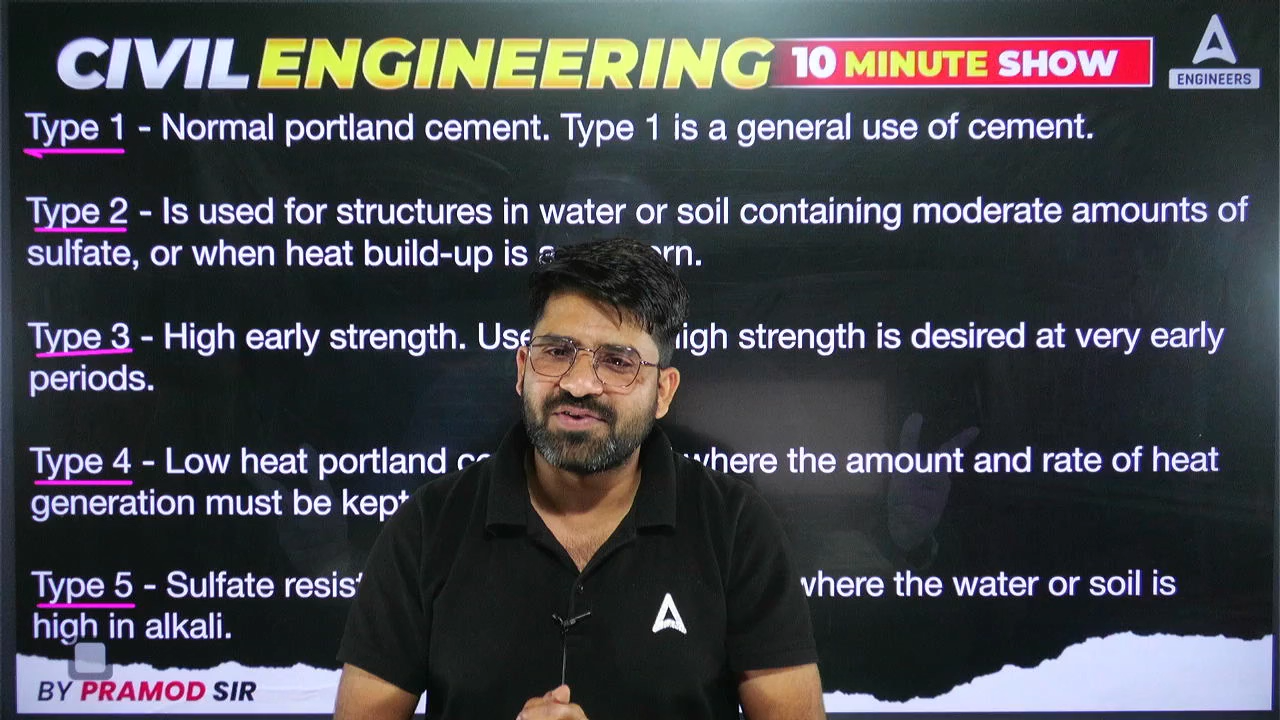 CIVIL ENGINEERING 10 MINUTE SHOW
ENGINEERS
Type 1 - Normal portland cement. Type 1 is a general use of cement.
Type 2 - Is used for structures in water or soil containing moderate amounts of
sulfate, or when heat build-up is a
Type 3 - High early strength. strength is desired at very early
periods.
Type 4 - Low heat portland where the amount and rate of heat
generation must be kept
Type 5 - Sulfate where the water or soil is
high in alkali.
BY PRAMOD SIR